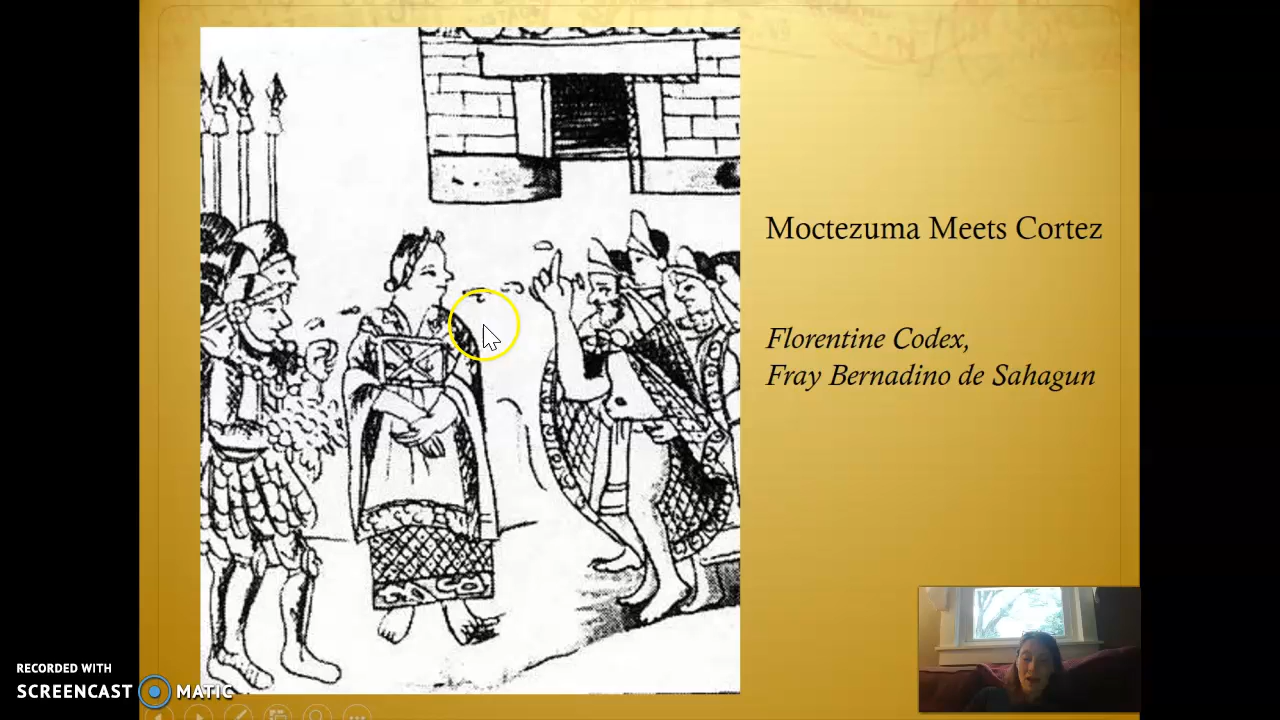 Moctezuma Meets Cortez
Florentine Codex,
Fray Bernadino de Sahagun
RECORDED WITH
SCREENCAST MATIC